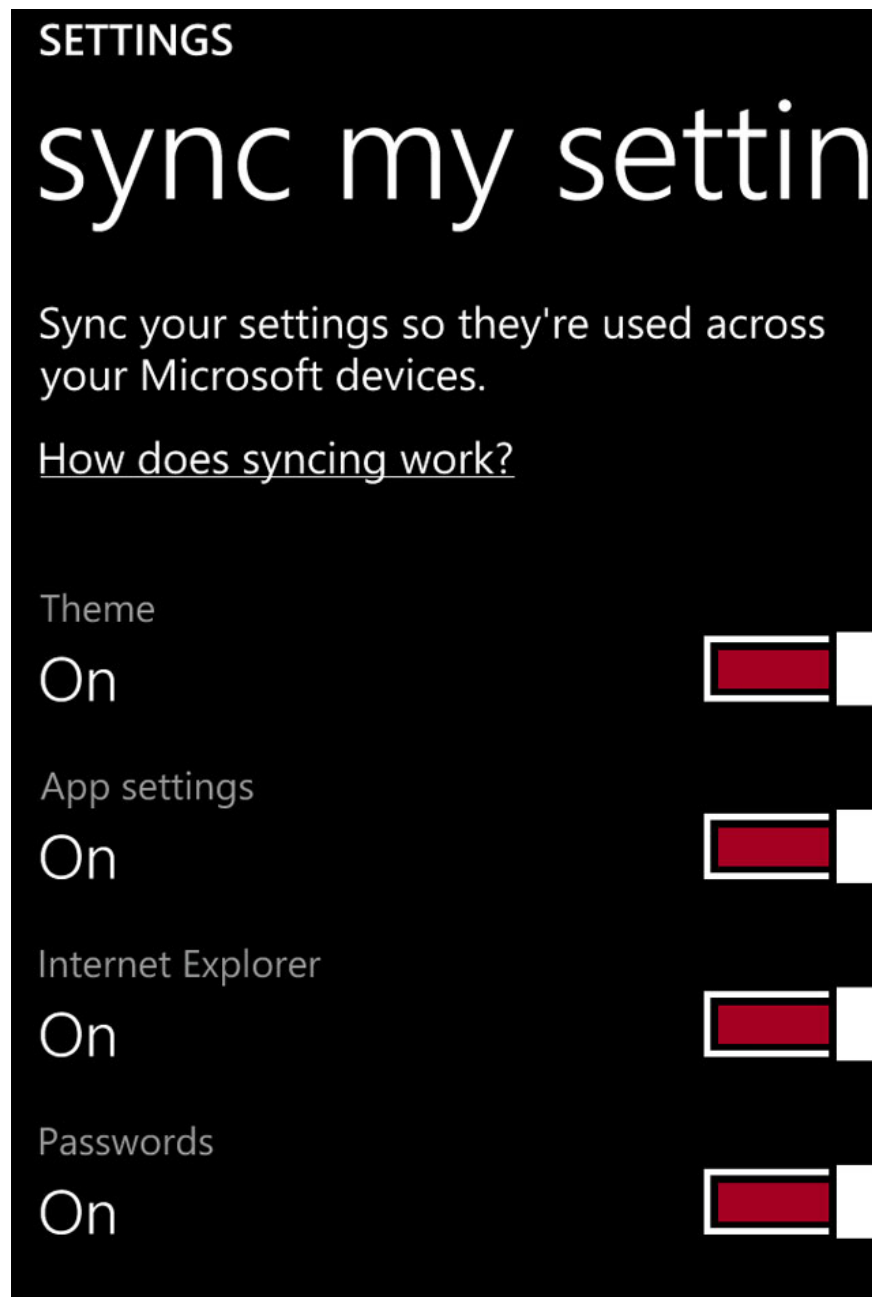 SETTINGS
sync my settin
Sync your settings so they're used across
your Microsoft devices.
How does syncing work?
Theme
On
App settings
On
Internet Explorer
On
Passwords
On